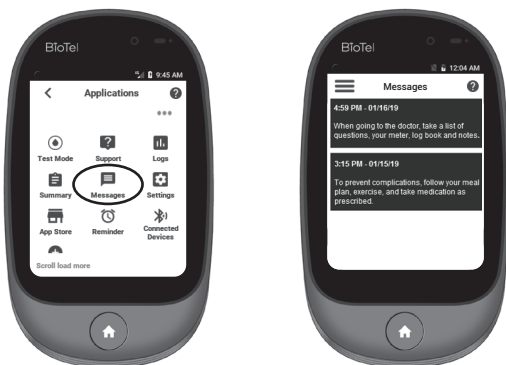 BioTel
9:45 AM
Applications
Test Mode
Support
Logs
Summary
Messages
Settings
App Store
Reminder
Connected
Devices
Scroll load more
BioTel
12:04 AM
Messages
4:59 PM - 01/16/19
When going to the doctor, take a list of
questions, your meter, log book and notes.
3:15 PM - 01/15/19
To prevent complications, follow your meal
plan, exercise, and take medication as
prescribed.